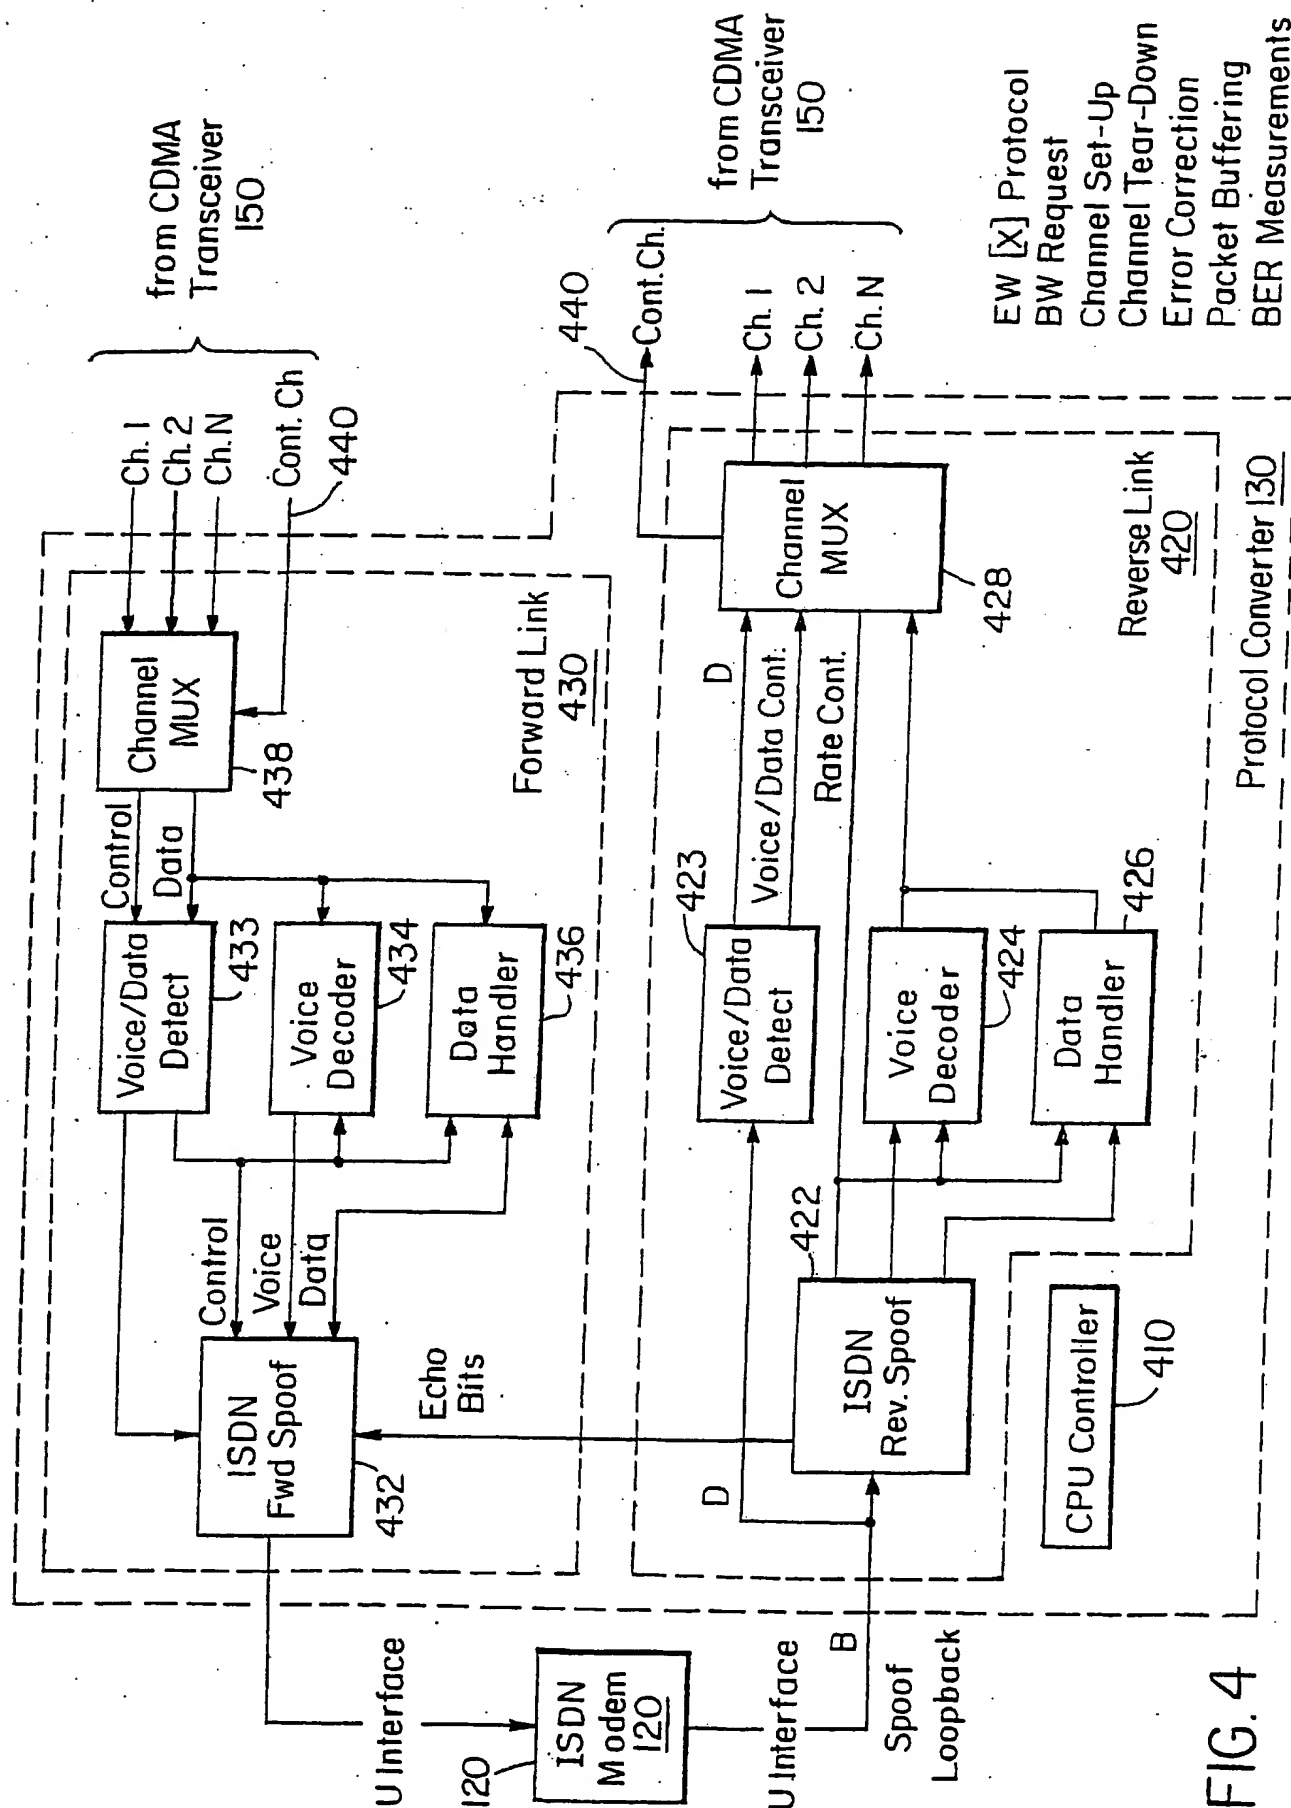 from CDMA
Transceiver
150
Ch. 1
Ch. 2
Ch. N
Cont. Ch
440
Channel
MUX
438
Control
Data
Voice/Data
Detect
433
Voice
Decoder
434
Data
Handler
436
Forward Link
430
Control
Voice
Data
ISDN
Fwd Spoof
432
Echo
Bits
U Interface
120
ISDN
Modem
120
U Interface
B
Spoof
Loopback
D
ISDN
Rev. Spoof
422
Voice/Data
Detect
423
Voice
Decoder
424
Data
Handler
426
D
Voice/Data Cont.
Rate Cont.
Channel
MUX
428
Reverse Link
420
440
Cont. Ch.
Ch. 1
Ch. 2
Ch. N
from CDMA
Transceiver
150
CPU Controller
410
Protocol Converter 130
EW [X] Protocol
BW Request
Channel Set-Up
Channel Tear-Down
Error Correction
Packet Buffering
BER Measurements
FIG. 4